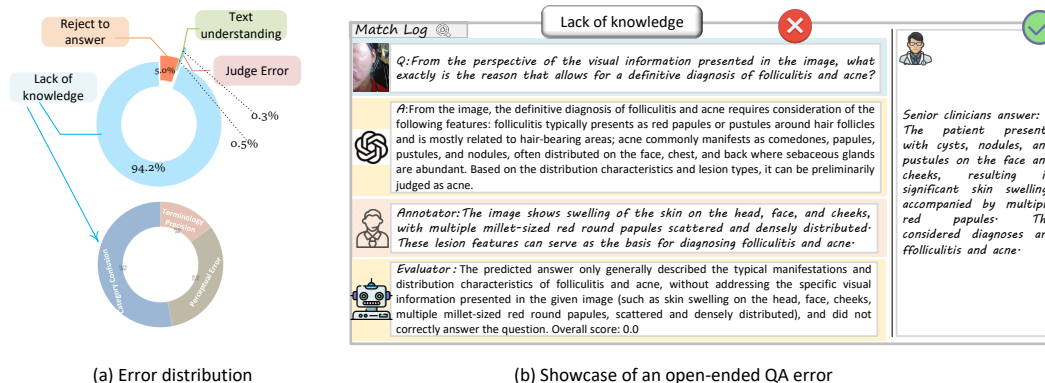 Reject to
answer
Text
understanding
Lack of
knowledge
Judge Error
5.0%
0.3%
0.5%
94.2%
Terminology
Precision
Category Confusion
Perceptual Error
(a) Error distribution
Lack of knowledge
Match Log
Q:From the perspective of the visual information presented in the image, what
exactly is the reason that allows for a definitive diagnosis of folliculitis and acne?
A:From the image, the definitive diagnosis of folliculitis and acne requires consideration of the
following features: folliculitis typically presents as red papules or pustules around hair follicles
and is mostly related to hair-bearing areas; acne commonly manifests as comedones, papules,
pustules, and nodules, often distributed on the face, chest, and back where sebaceous glands
are abundant. Based on the distribution characteristics and lesion types, it can be preliminarily
judged as acne.
Annotator:The image shows swelling of the skin on the head, face, and cheeks,
with multiple millet-sized red round papules scattered and densely distributed.
These lesion features can serve as the basis for diagnosing folliculitis and acne.
Evaluator : The predicted answer only generally described the typical manifestations and
distribution characteristics of folliculitis and acne, without addressing the specific visual
information presented in the given image (such as skin swelling on the head, face, cheeks,
multiple millet-sized red round papules, scattered and densely distributed), and did not
correctly answer the question. Overall score: 0.0
Senior clinicians answer:
The patient present
with cysts, nodules, an
pustules on the face an
cheeks, resulting i
significant skin swelling
accompanied by multipl
red papules. Th
considered diagnoses ar
ffolliculitis and acne.
(b) Showcase of an open-ended QA error